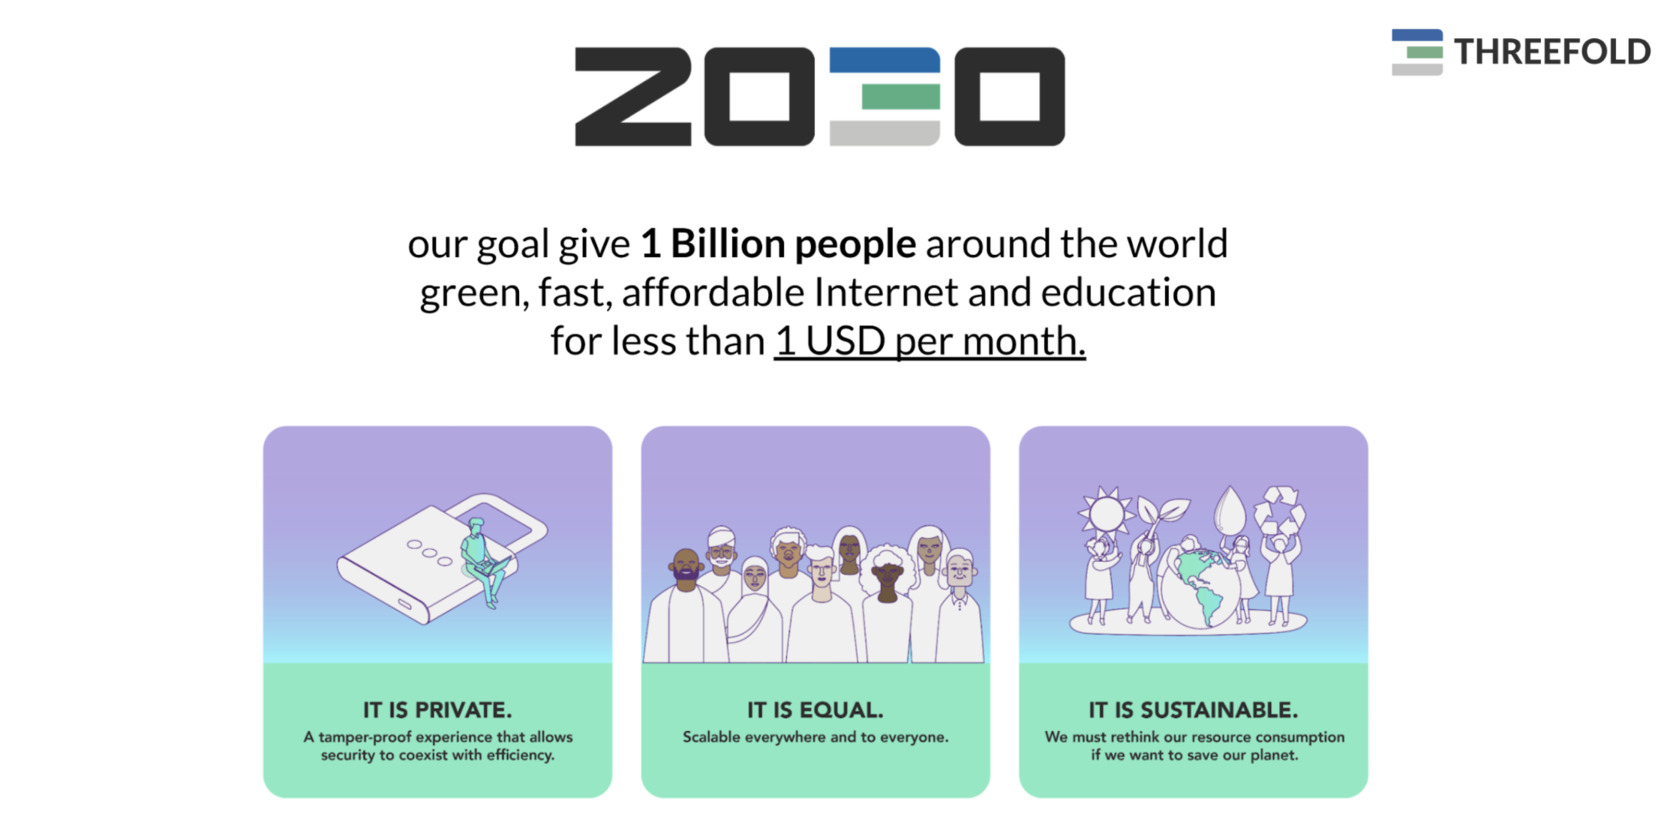 2030
THREEFOLD
our goal give 1 Billion people around the world
green, fast, affordable Internet and education
for less than 1 USD per month.
IT IS PRIVATE.
A tamper-proof experience that allows
security to coexist with efficiency.
IT IS EQUAL.
Scalable everywhere and to everyone.
IT IS SUSTAINABLE.
We must rethink our resource consumption
if we want to save our planet.